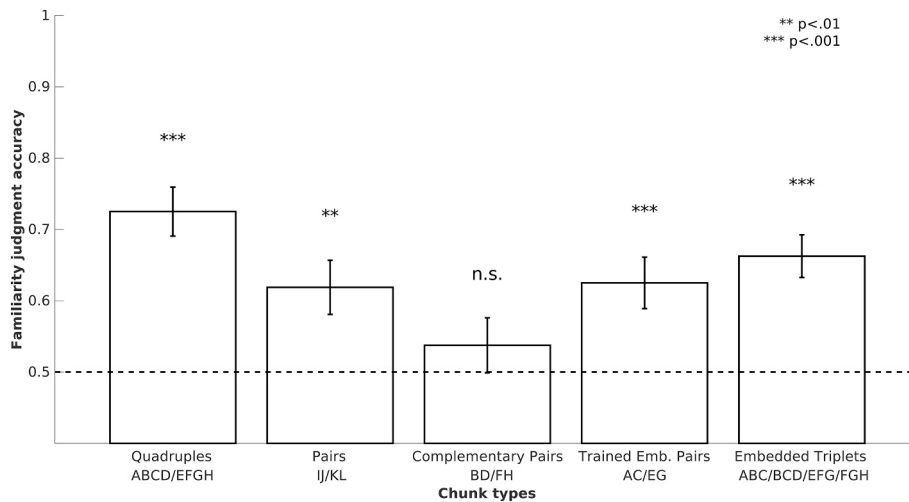 1
** p<.01
*** p<.001
0.9
0.8
***
0.7
**
***
***
0.6
n.s.
0.5
Familiarity judgment accuracy
Quadruples Pairs Complementary Pairs Trained Emb. Pairs Embedded Triplets
ABCD/EFGH IJ/KL BD/FH AC/EG ABC/BCD/EFG/FGH
Chunk types